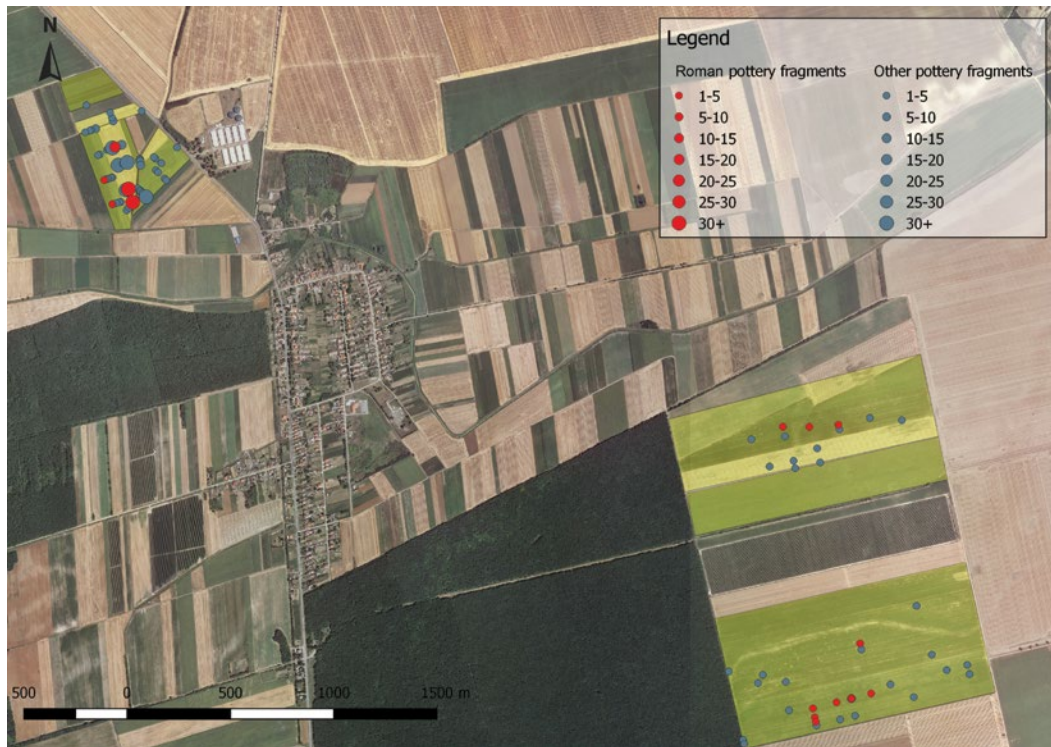 N
Legend
Roman pottery fragments Other pottery fragments
1-5 1-5
5-10 5-10
10-15 10-15
15-20 15-20
20-25 20-25
25-30 25-30
30+ 30+
500 0 500 1000 1500 m